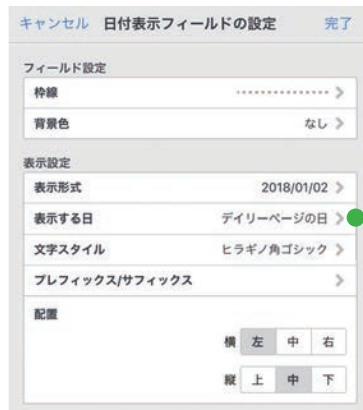 キャンセル 日付表示フィールドの設定 完了
フィールド設定
枠線
背景色 なし
表示設定
表示形式 2018/01/02
表示する日 デイリーページの日
文字スタイル ヒラギノ角ゴシック
プレフィックス/サフィックス
配置
横 左 中 右
縦 上 中 下